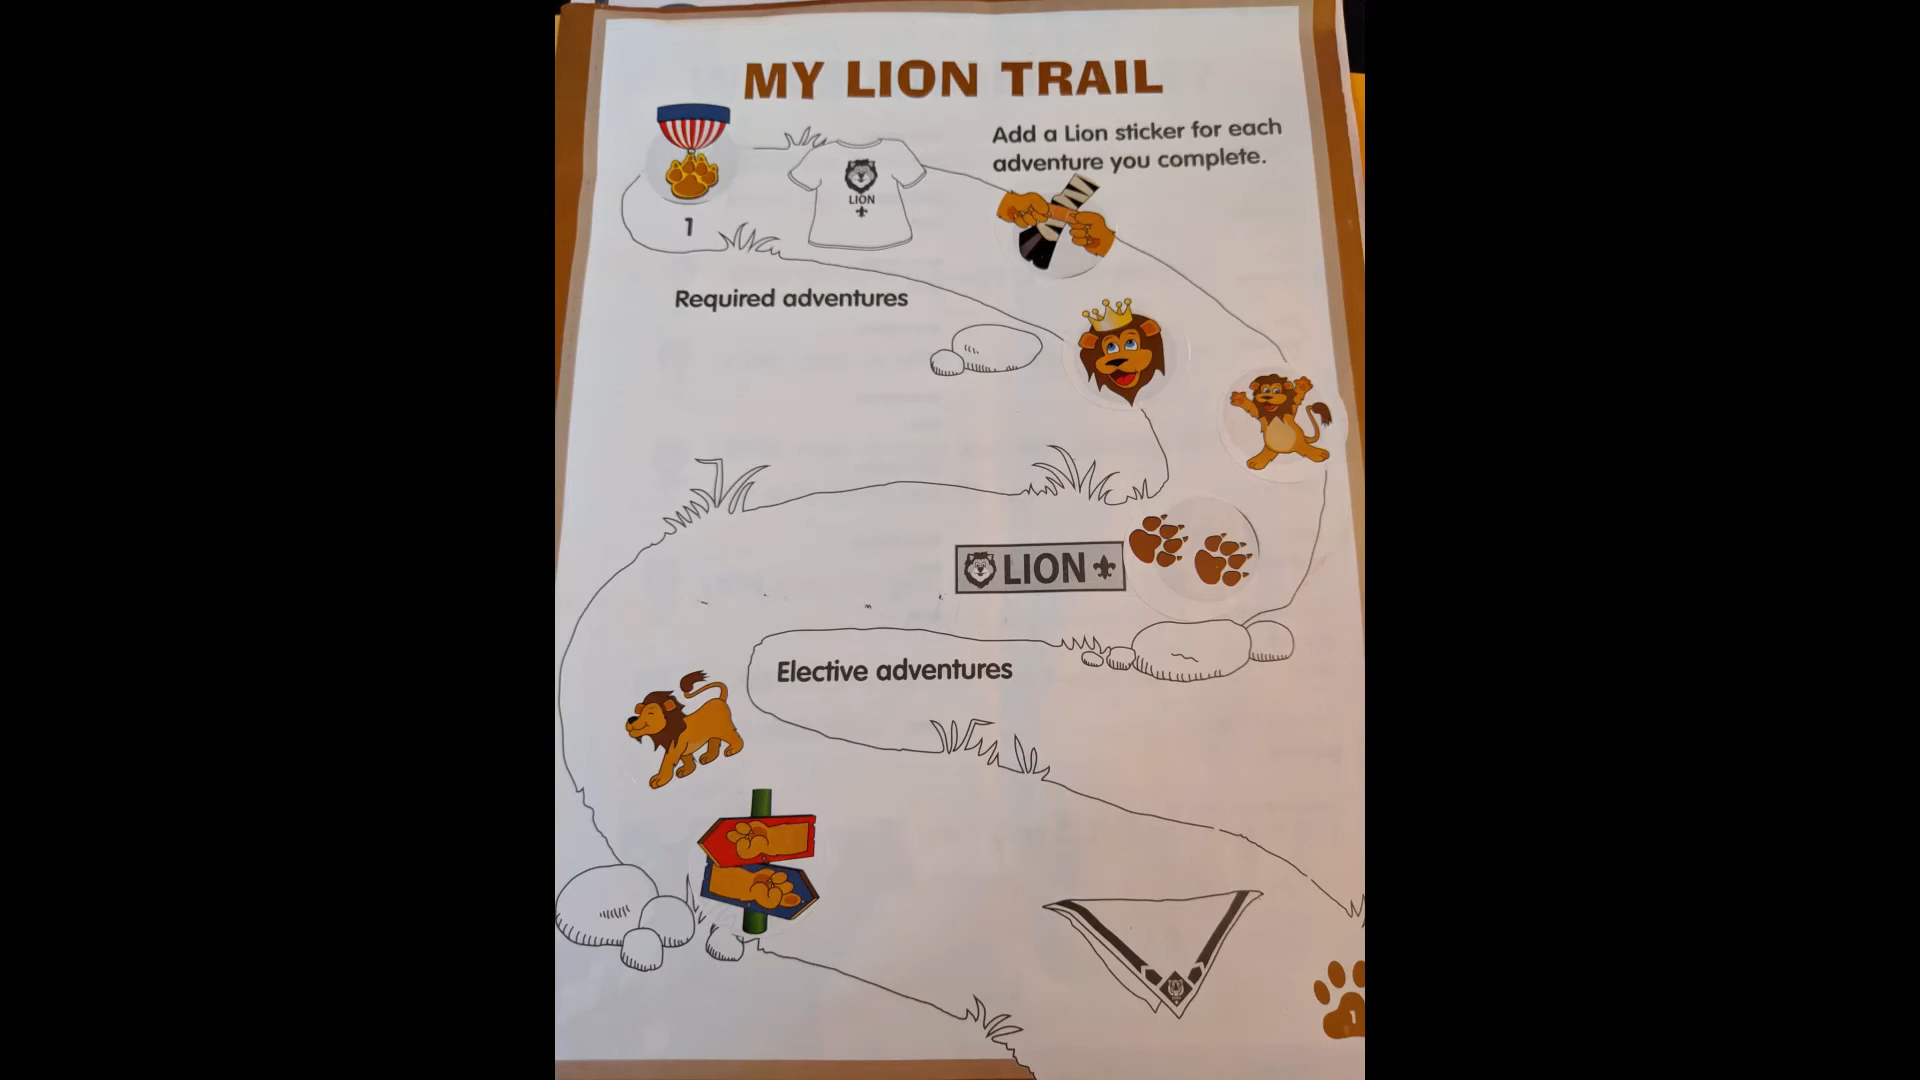 MY LION TRAIL
Add a Lion sticker for each
adventure you complete.
LION
1
Required adventures
LION
Elective adventures
1